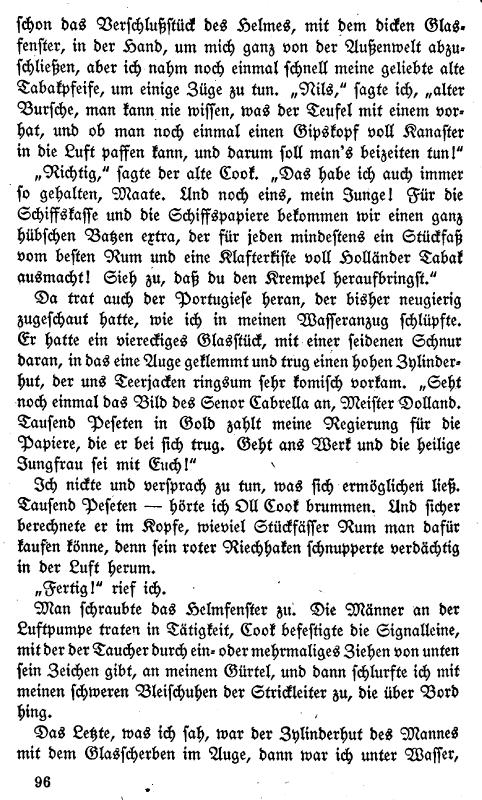 schon das Verschlußstück des Helmes, mit dem dicken Glas-
fenster, in der Hand, um mich ganz von der Außenwelt abzu-
schließen, aber ich nahm noch einmal schnell meine geliebte alte
Tabakpfeife, um einige Züge zu tun. „Nils,“ sagte ich, „alter
Bursche, man kann nie wissen, was der Teufel mit einem vor-
hat, und ob man noch einmal einen Gipskopf voll Kanaster
in die Luft paffen kann, und darum soll man's beizeiten tun!“
„Richtig,“ sagte der alte Cook. „Das habe ich auch immer
so gehalten, Maate. Und noch eins, mein Junge! Für die
Schiffskasse und die Schiffspapiere bekommen wir einen ganz
hübschen Batzen extra, der für jeden mindestens ein Stückfaß
vom besten Rum und eine Klafterkiste voll Holländer Tabak
ausmacht! Sieh zu, daß du den Krempel heraufbringst.“
Da trat auch der Portugiese heran, der bisher neugierig
zugeschaut hatte, wie ich in meinen Wasseranzug schlüpfte.
Er hatte ein viereckiges Glasstück, mit einer seidenen Schnur
daran, in das eine Auge geklemmt und trug einen hohen Zylinder-
hut, der uns Teerjacken ringsum sehr komisch vorkam. „Seht
noch einmal das Bild des Senor Cabrella an, Meister Dolland.
Tausend Peseten in Gold zahlt meine Regierung für die
Papiere, die er bei sich trug. Geht ans Werk und die heilige
Jungfrau sei mit Euch!“
Ich nickte und versprach zu tun, was sich ermöglichen ließ.
Tausend Peseten — hörte ich Oll Cook brummen. Und sicher
berechnete er im Kopfe, wieviel Stückfässer Rum man dafür
kaufen könne, denn sein roter Riechhaken schnupperte verdächtig
in der Luft herum.
„Fertig!“ rief ich.
Man schraubte das Helmfenster zu. Die Männer an der
Luftpumpe traten in Tätigkeit, Cook befestigte die Signalleine,
mit der der Taucher durch ein- oder mehrmaliges Ziehen von unten
sein Zeichen gibt, an meinem Gürtel, und dann schlurfte ich mit
meinen schweren Bleischuhen der Strickleiter zu, die über Bord
hing.
Das Letzte, was ich sah, war der Zylinderhut des Mannes
mit dem Glasscherben im Auge, dann war ich unter Wasser,
96